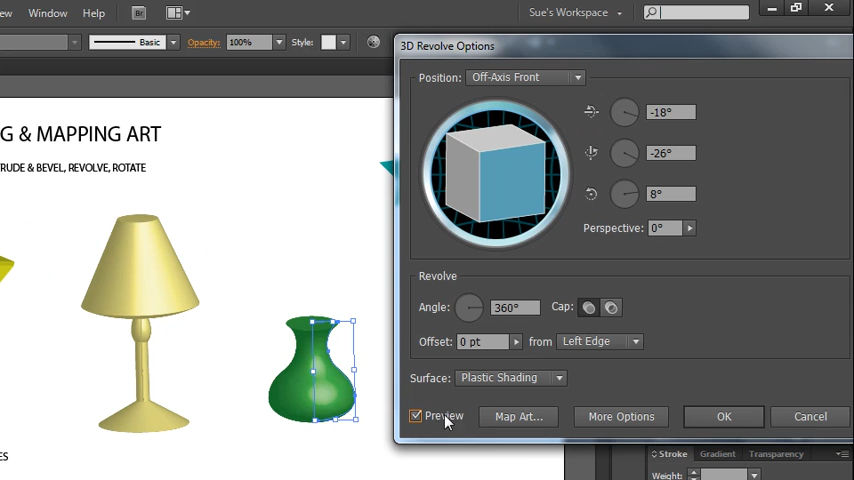 ew Window Help Br Sue's Workspace
Basic Opacity: 100% Style:
3D Revolve Options
Position: Off-Axis Front
-18°
-26°
8°
Perspective: 0°
Revolve
Angle: 360° Cap:
Offset: 0 pt from Left Edge
Surface: Plastic Shading
Preview Map Art... More Options OK Cancel
Stroke Gradient Transparency
Weight:
G & MAPPING ART
TRUDE & BEVEL, REVOLVE, ROTATE
ES